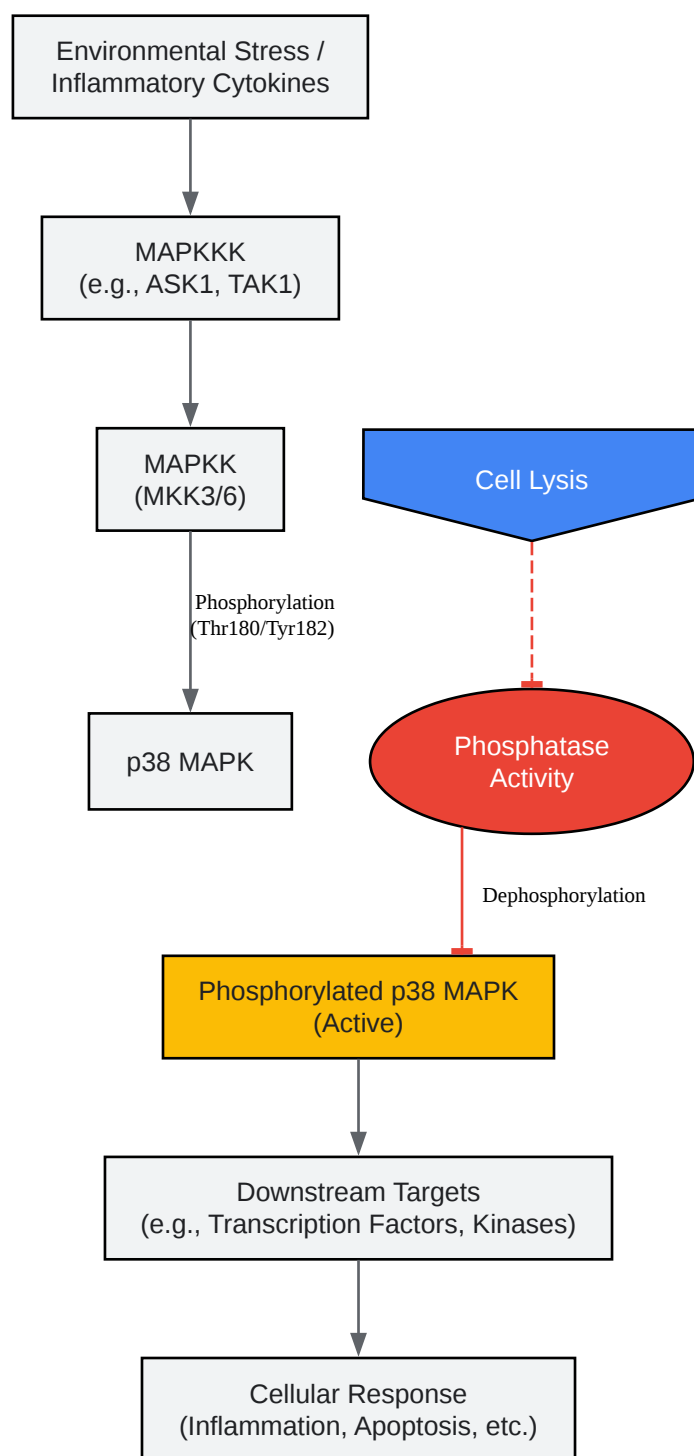 Environmental Stress /
Inflammatory Cytokines
MAPKKK
(e.g., ASK1, TAK1)
MAPKK
(MKK3/6)
Cell Lysis
Phosphorylation
(Thr180/Tyr182)
p38 MAPK
Phosphatase
Activity
Dephosphorylation
Phosphorylated p38 MAPK
(Active)
Downstream Targets
(e.g., Transcription Factors, Kinases)
Cellular Response
(Inflammation, Apoptosis, etc.)